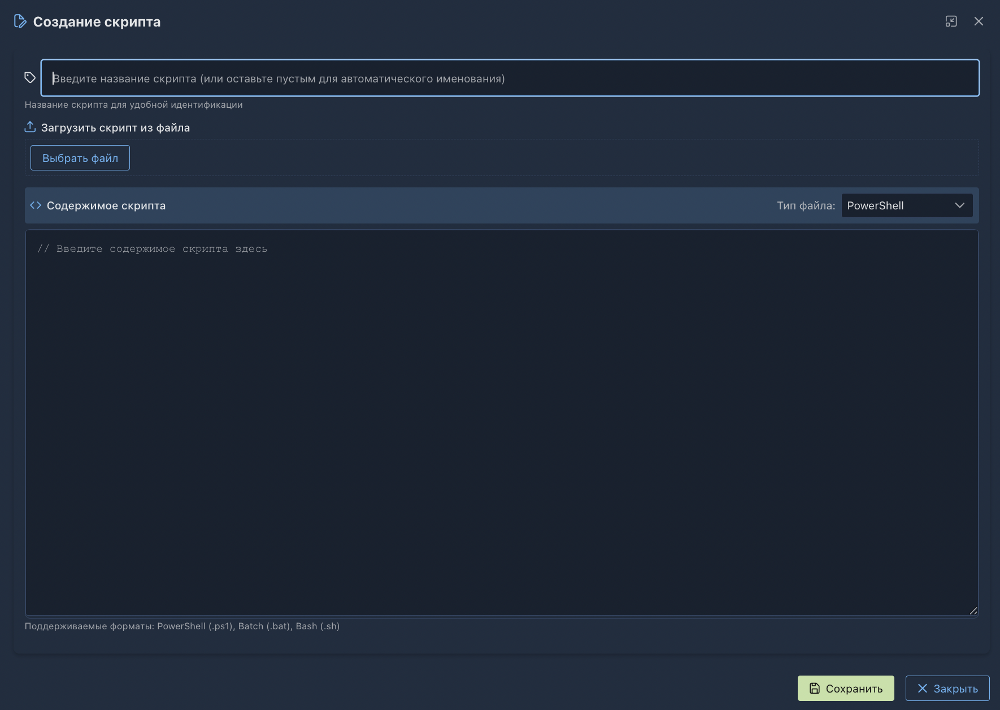 Создание скрипта
Введите название скрипта (или оставьте пустым для автоматического именования)
Название скрипта для удобной идентификации
Загрузить скрипт из файла
Выбрать файл
Содержимое скрипта
Тип файла: PowerShell
// Введите содержимое скрипта здесь
Поддерживаемые форматы: PowerShell (.ps1), Batch (.bat), Bash (.sh)
Сохранить
Закрыть